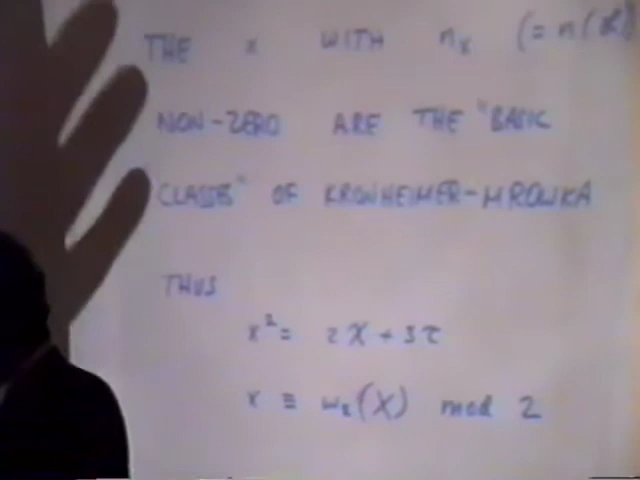 THE x WITH n_x (= n(L))
NON-ZERO ARE THE "BASIC
CLASSES" OF KRONHEIMER-MROWKA
THUS
x² = 2χ + 3τ
x ≡ w₂(X) mod 2